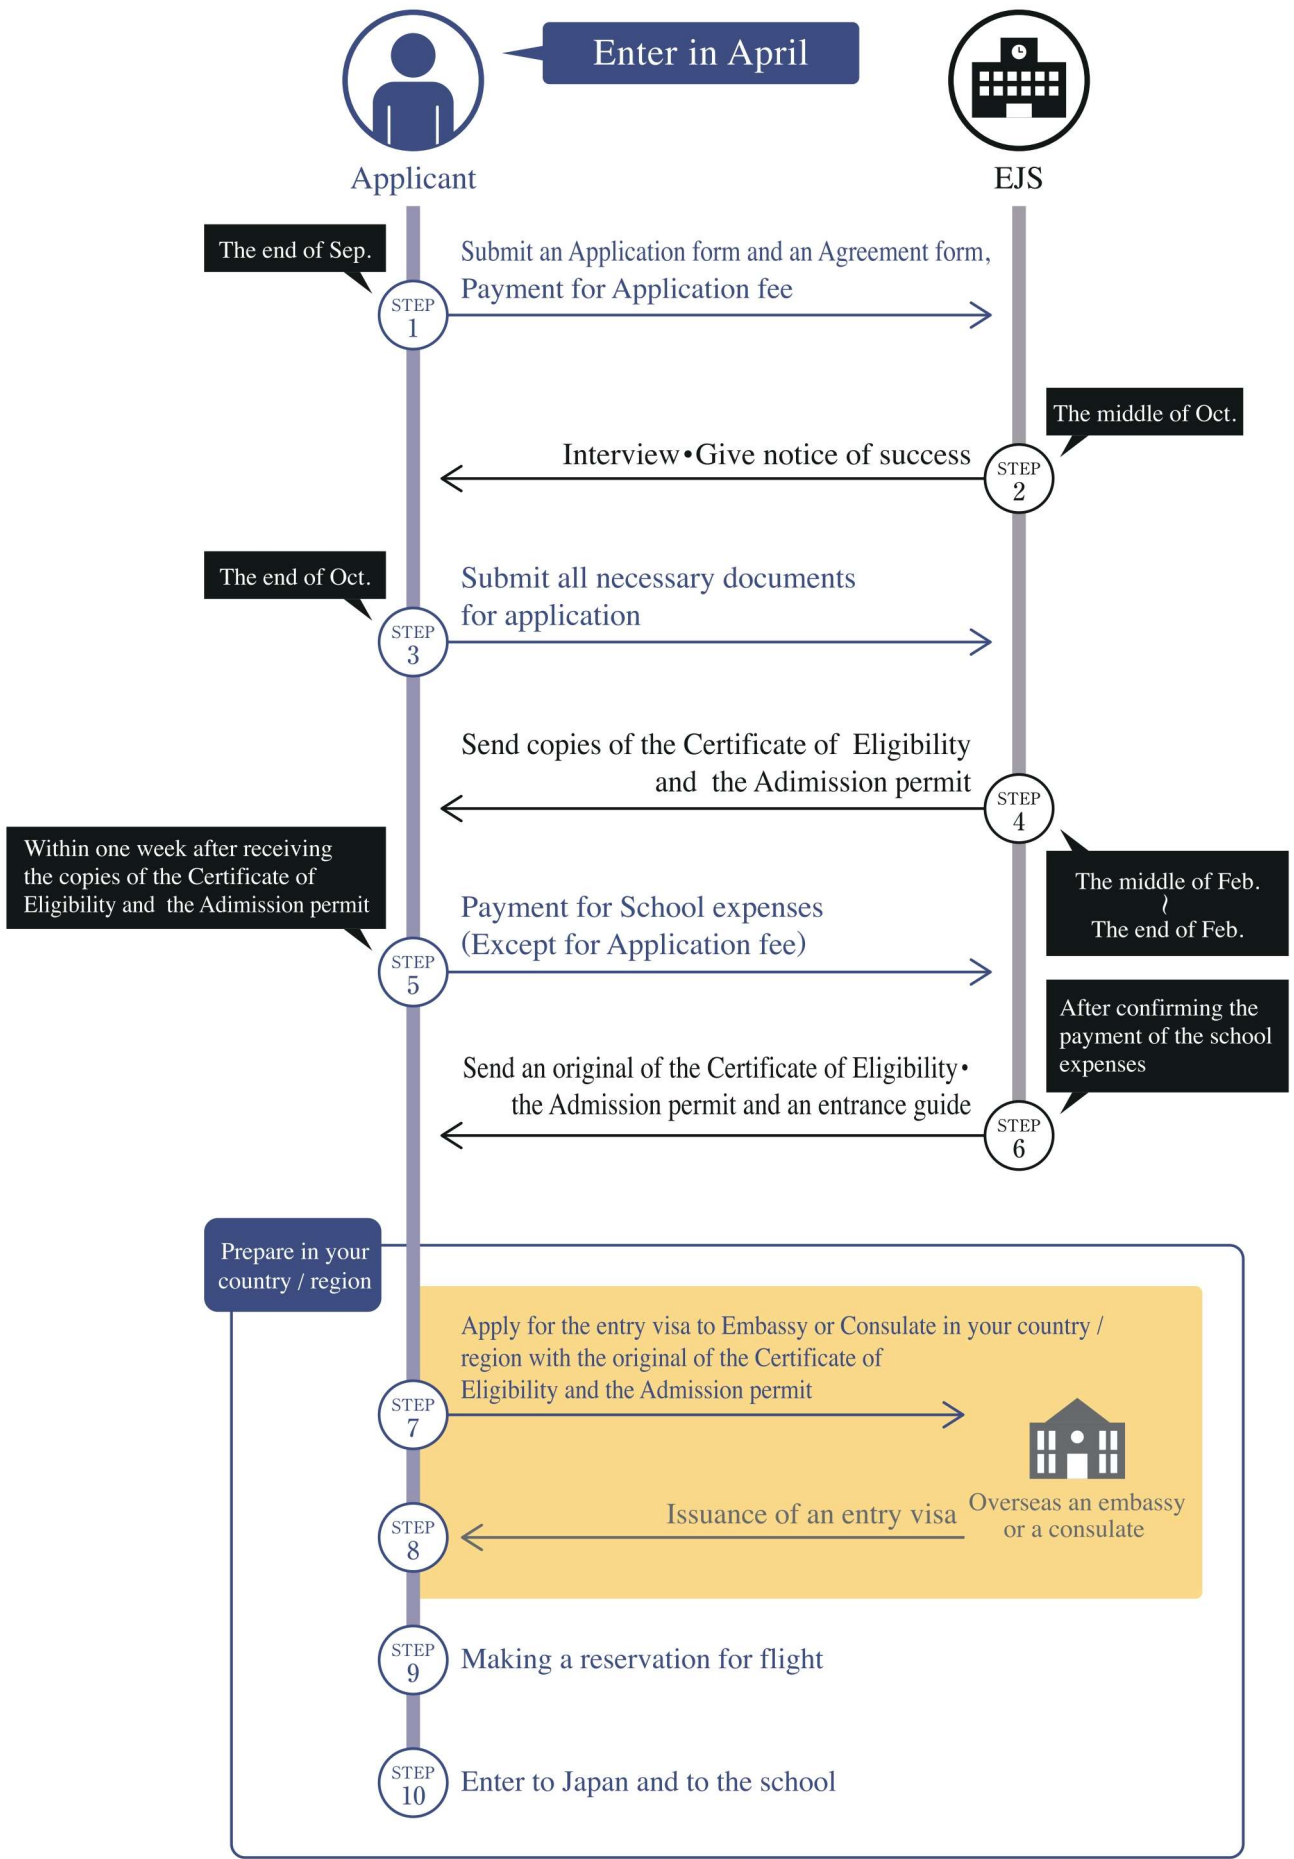 Enter in April
Applicant
EJS
The end of Sep.
Submit an Application form and an Agreement form,
Payment for Application fee
STEP
1
The middle of Oct.
Interview・Give notice of success
STEP
2
The end of Oct.
Submit all necessary documents
for application
STEP
3
Send copies of the Certificate of Eligibility
and the Adimission permit
STEP
4
The middle of Feb.
~
The end of Feb.
Within one week after receiving
the copies of the Certificate of
Eligibility and the Adimission permit
Payment for School expenses
(Except for Application fee)
STEP
5
After confirming the
payment of the school
expenses
Send an original of the Certificate of Eligibility・
the Admission permit and an entrance guide
STEP
6
Prepare in your
country / region
Apply for the entry visa to Embassy or Consulate in your country /
region with the original of the Certificate of
Eligibility and the Admission permit
STEP
7
Overseas an embassy
or a consulate
Issuance of an entry visa
STEP
8
STEP
9
Making a reservation for flight
STEP
10
Enter to Japan and to the school